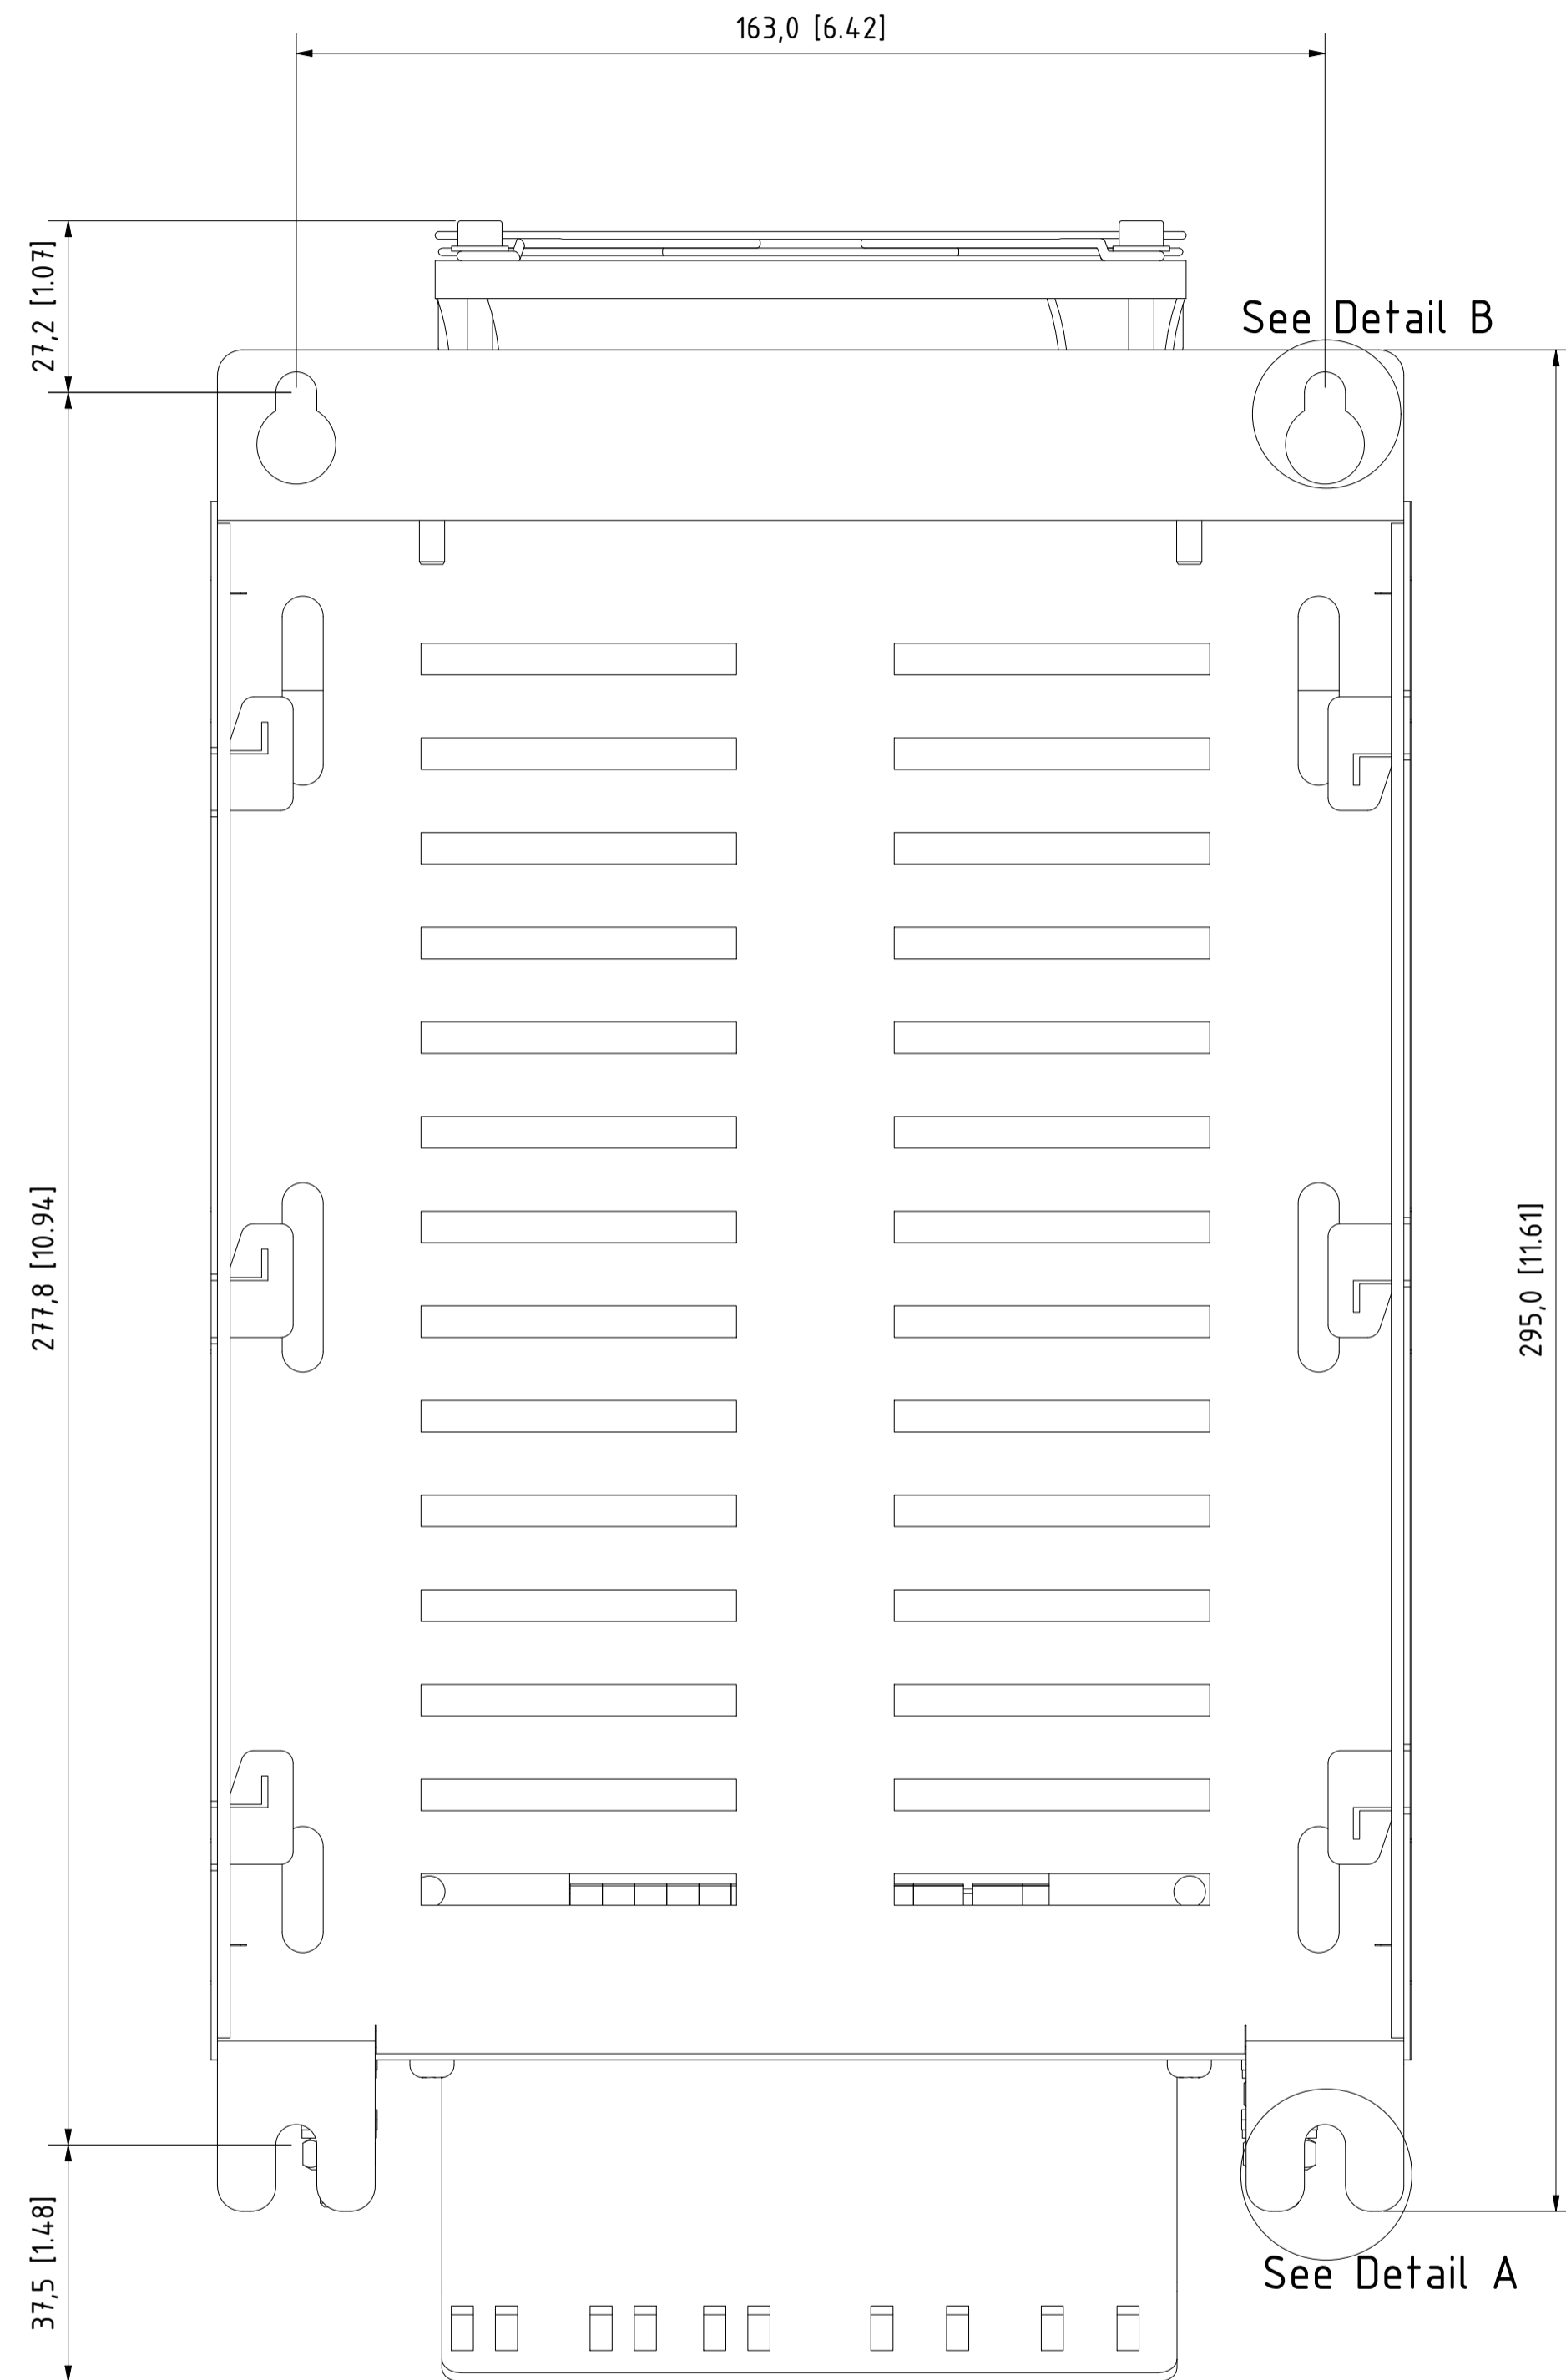 163,0 [6.42]
27,2 [1.07]
See Detail B
277,8 [10.94]
295,0 [11.61]
37,5 [1.48]
See Detail A